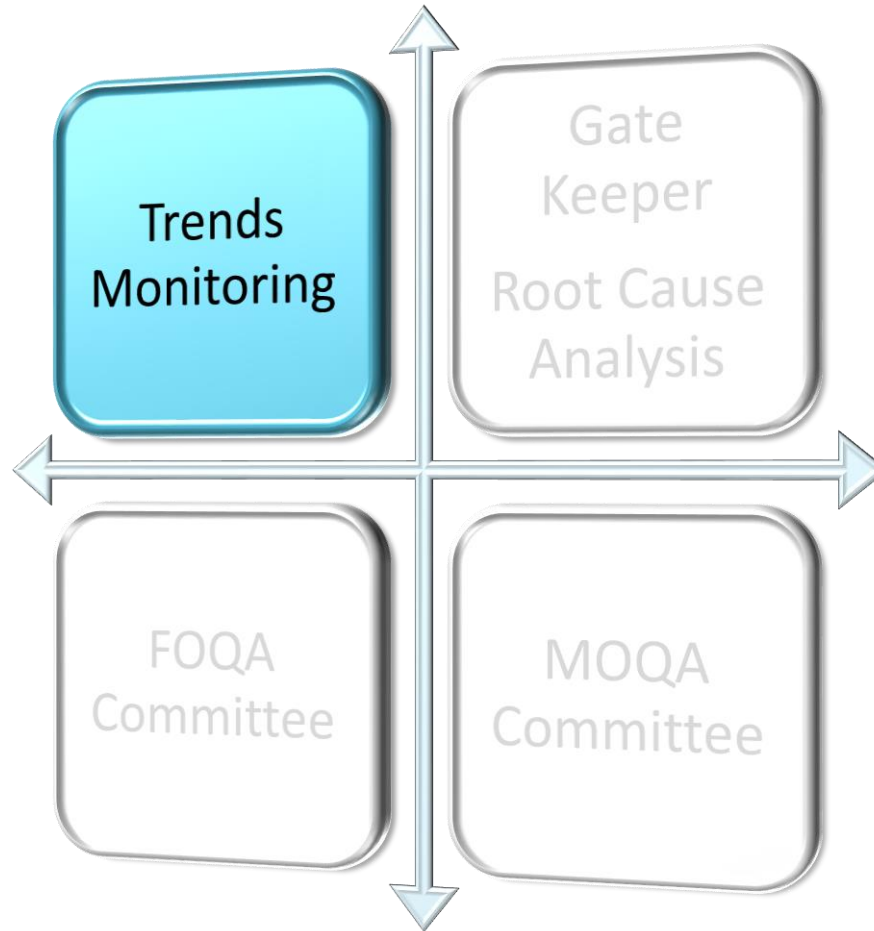 Trends
Monitoring
Gate
Keeper
Root Cause
Analysis
FOQA
Committee
MOQA
Committee